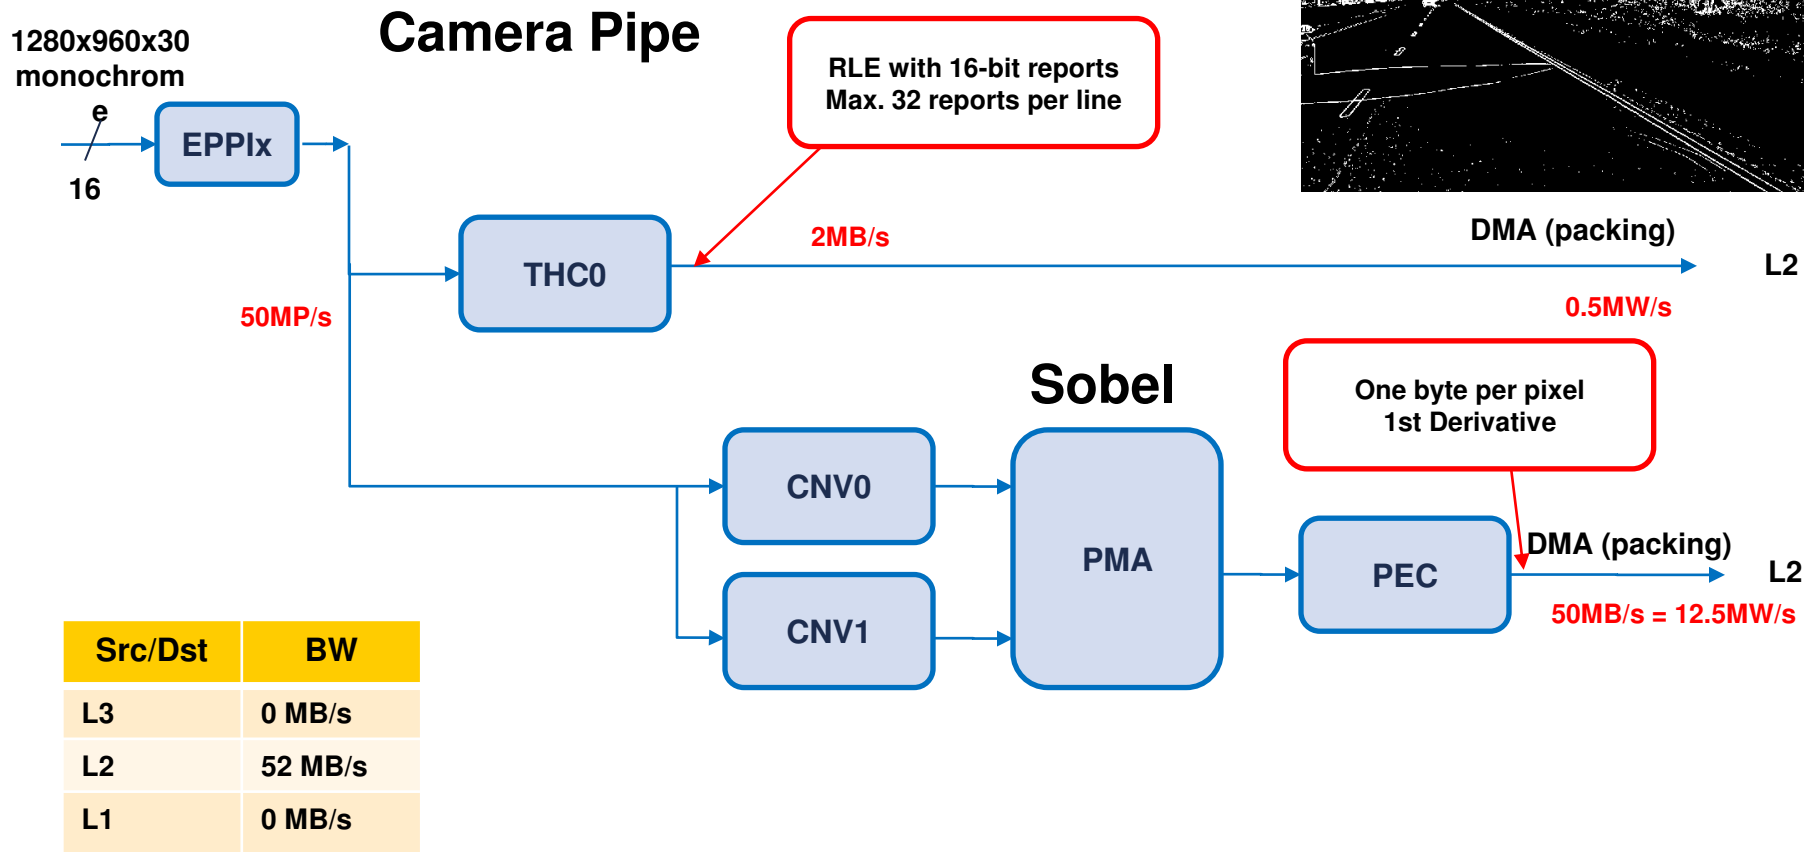 Camera Pipe
1280x960x30
monochrom
e
16
EPPIx
RLE with 16-bit reports
Max. 32 reports per line
THC0
2MB/s
DMA (packing)
L2
0.5MW/s
50MP/s
Sobel
One byte per pixel
1st Derivative
CNV0
CNV1
PMA
PEC
DMA (packing)
L2
50MB/s = 12.5MW/s
Src/Dst BW
L3 0 MB/s
L2 52 MB/s
L1 0 MB/s